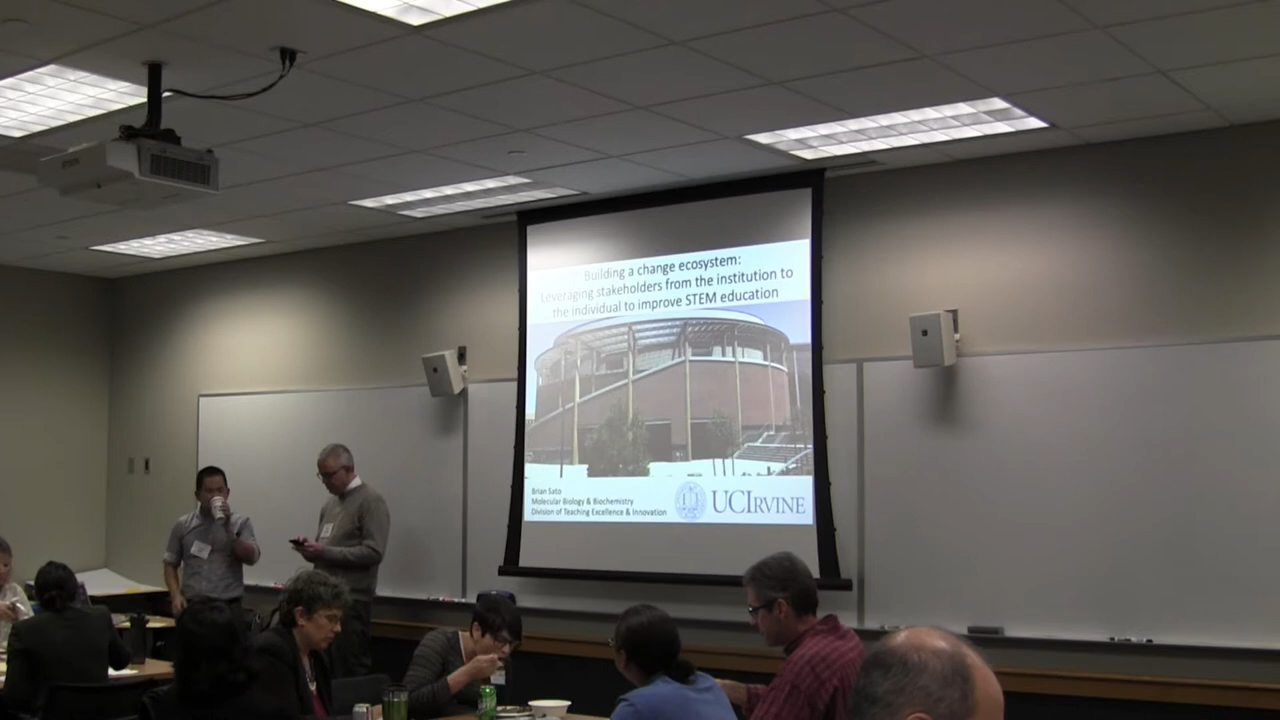 Building a change ecosystem:
Leveraging stakeholders from the institution to
the individual to improve STEM education
Brian Sato
Molecular Biology & Biochemistry
Division of Teaching Excellence & Innovation
UCIRVINE